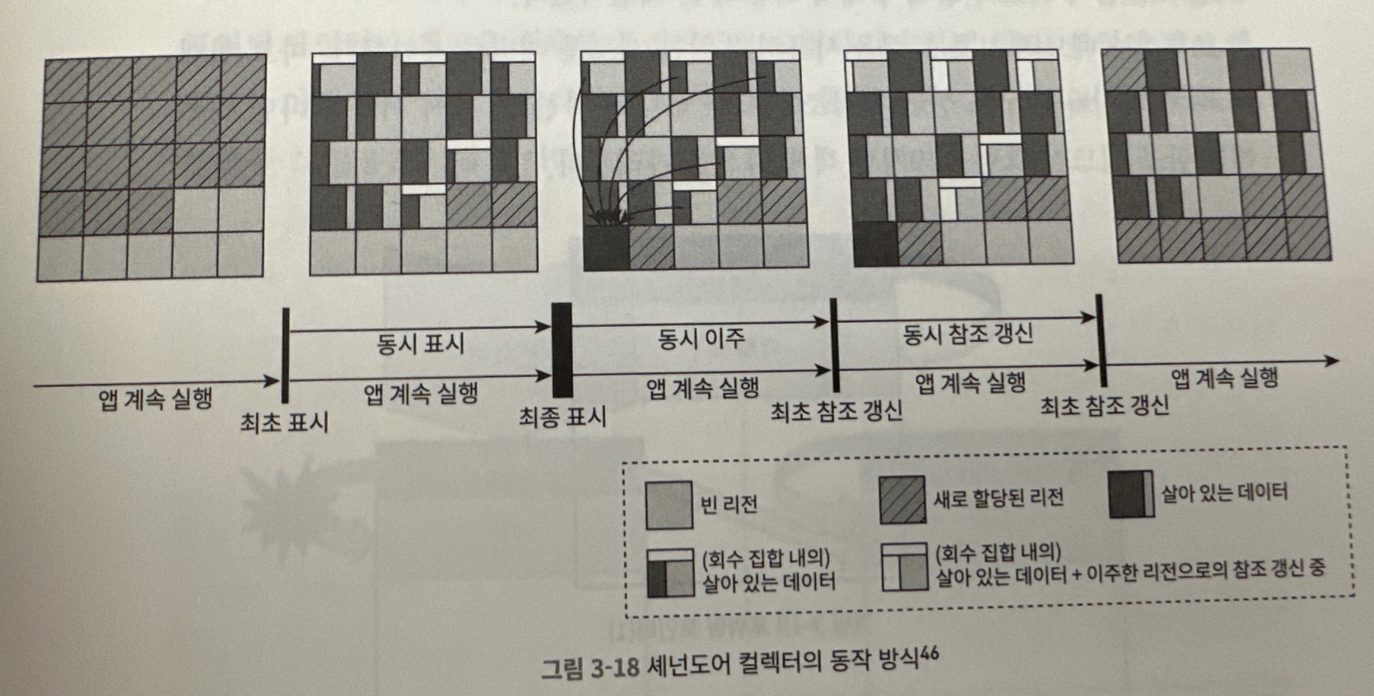 동시 표시
동시 이주
동시 참조 갱신
앱 계속 실행
앱 계속 실행
앱 계속 실행
앱 계속 실행
앱 계속 실행
최초 표시
최종 표시
최초 참조 갱신
최초 참조 갱신
빈 리전
새로 할당된 리전
살아 있는 데이터
(회수 집합 내의)
살아 있는 데이터
(회수 집합 내의)
살아 있는 데이터 + 이주한 리전으로의 참조 갱신 중
그림 3-18 셰넌도어 컬렉터의 동작 방식46